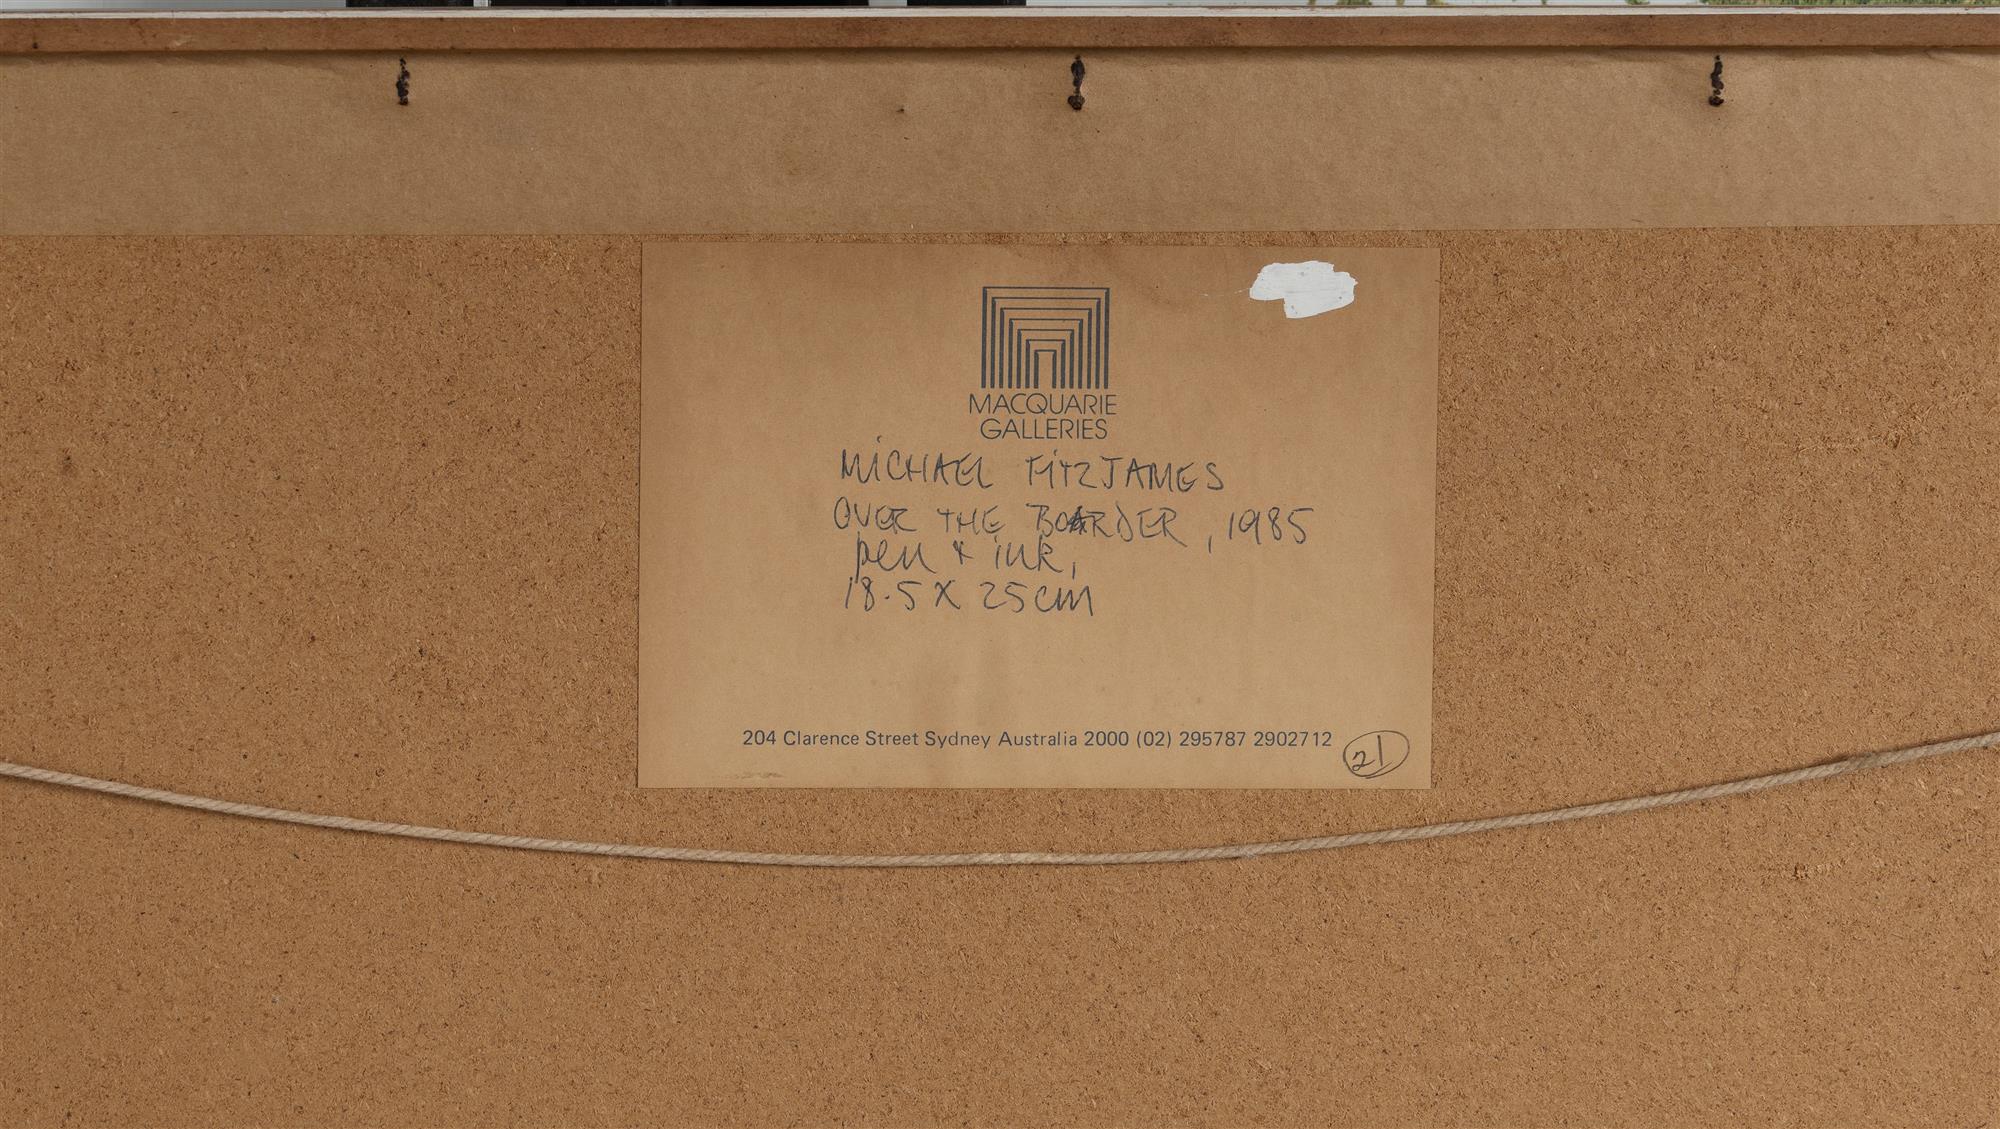 MACQUARIE
GALLERIES
MICHAEL FITZJAMES
OVER THE BOARDER, 1985
pen & ink,
18.5 X 25cm
204 Clarence Street Sydney Australia 2000 (02) 295787 2902712
21